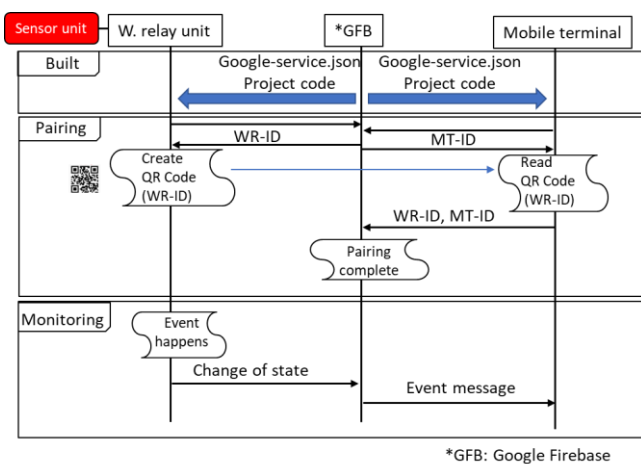 Sensor unit
W. relay unit
*GFB
Mobile terminal
Built
Google-service.json
Project code
Google-service.json
Project code
Pairing
WR-ID
MT-ID
Create
QR Code
(WR-ID)
Read
QR Code
(WR-ID)
WR-ID, MT-ID
Pairing
complete
Monitoring
Event
happens
Change of state
Event message
*GFB: Google Firebase